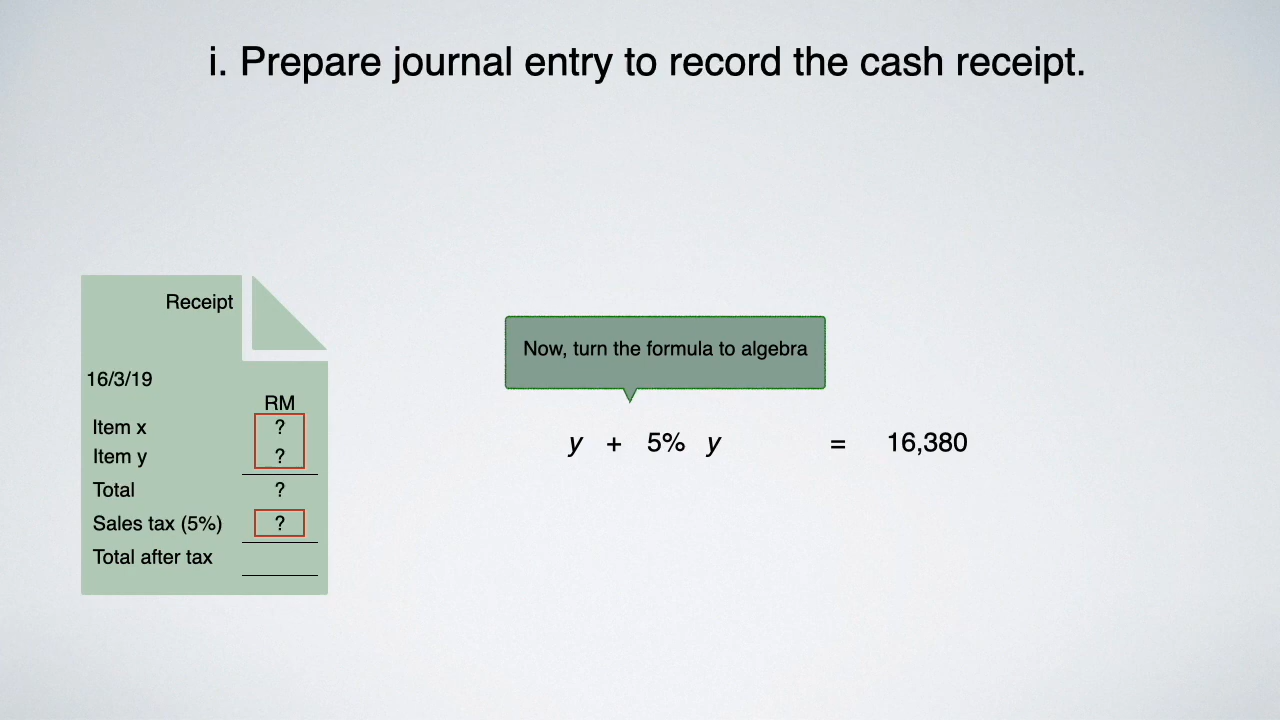 i. Prepare journal entry to record the cash receipt.
Receipt
16/3/19
RM
Item x ?
Item y ?
Total ?
Sales tax (5%) ?
Total after tax
Now, turn the formula to algebra
y + 5% y = 16,380